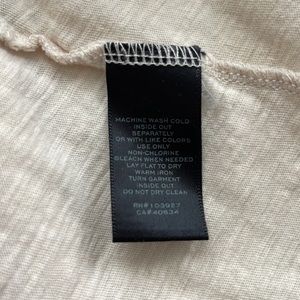 MACHINE WASH COLD
INSIDE OUT
SEPARATELY
OR WITH LIKE COLORS
USE ONLY
NON-CHLORINE
BLEACH WHEN NEEDED
LAY FLAT TO DRY
WARM IRON
TURN GARMENT
INSIDE OUT
DO NOT DRY CLEAN
RN#103927
CA#40634